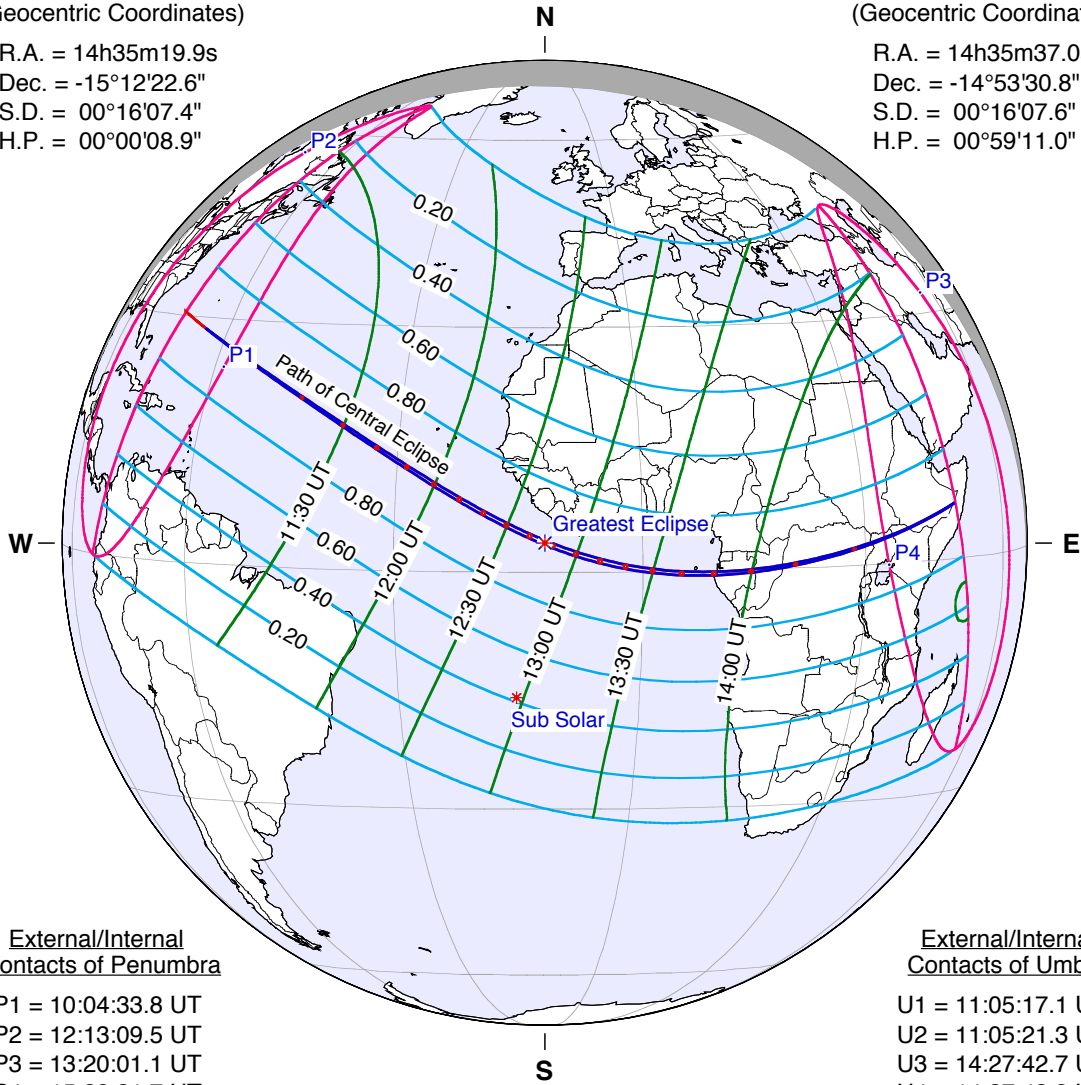 Geocentric Coordinates)
R.A. = 14h35m19.9s
Dec. = -15°12'22.6"
S.D. = 00°16'07.4"
H.P. = 00°00'08.9"
N
(Geocentric Coordinat
R.A. = 14h35m37.0
Dec. = -14°53'30.8"
S.D. = 00°16'07.6"
H.P. = 00°59'11.0"
P2
0.20
0.40
P3
0.60
P1
Path of Central Eclipse
0.80
0.80
11:30 UT
Greatest Eclipse
W
E
0.60
12:00 UT
P4
0.40
12:30 UT
0.20
13:00 UT
13:30 UT
14:00 UT
Sub Solar
External/Internal
ontacts of Penumbra
P1 = 10:04:33.8 UT
P2 = 12:13:09.5 UT
P3 = 13:20:01.1 UT
External/Interna
Contacts of Umb
U1 = 11:05:17.1 U
U2 = 11:05:21.3 U
U3 = 14:27:42.7 U
S